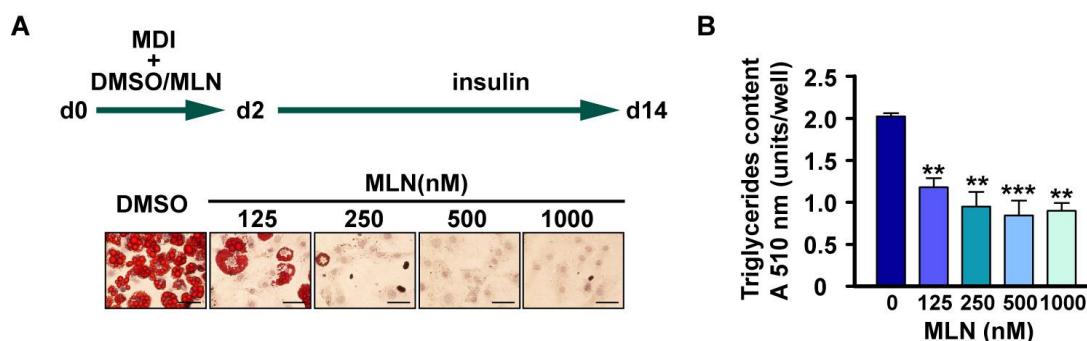 A
MDI
+
DMSO/MLN
insulin
d0
d2
d14
MLN(nM)
DMSO
125
250
500
1000
B
Triglycerides content
A 510 nm (units/well)
2.5
2.0
1.5
1.0
0.5
0
**
**
***
**
0
125
250
500
1000
MLN (nM)